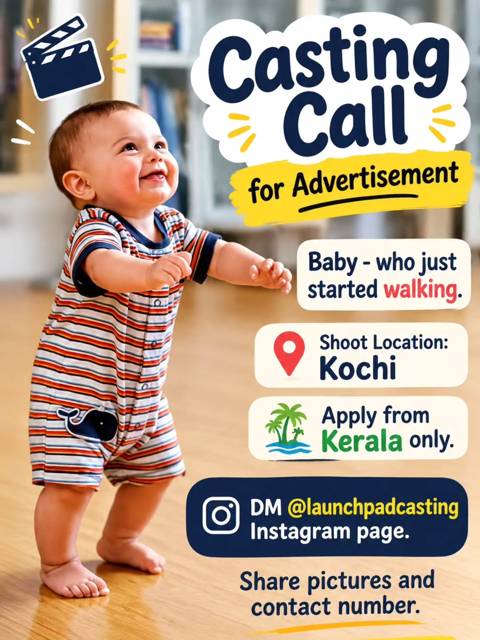 Casting
Call
for Advertisement
Baby - who just
started walking.
Shoot Location:
Kochi
Apply from
Kerala only.
DM @launchpadcasting
Instagram page.
Share pictures and
contact number.